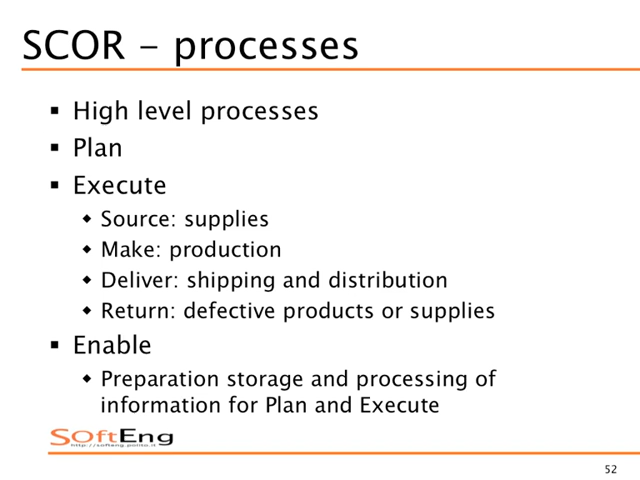 SCOR – processes
▪ High level processes
▪ Plan
▪ Execute
◆ Source: supplies
◆ Make: production
◆ Deliver: shipping and distribution
◆ Return: defective products or supplies
▪ Enable
◆ Preparation storage and processing of
information for Plan and Execute
SOftEng
http://softeng.polito.it
52